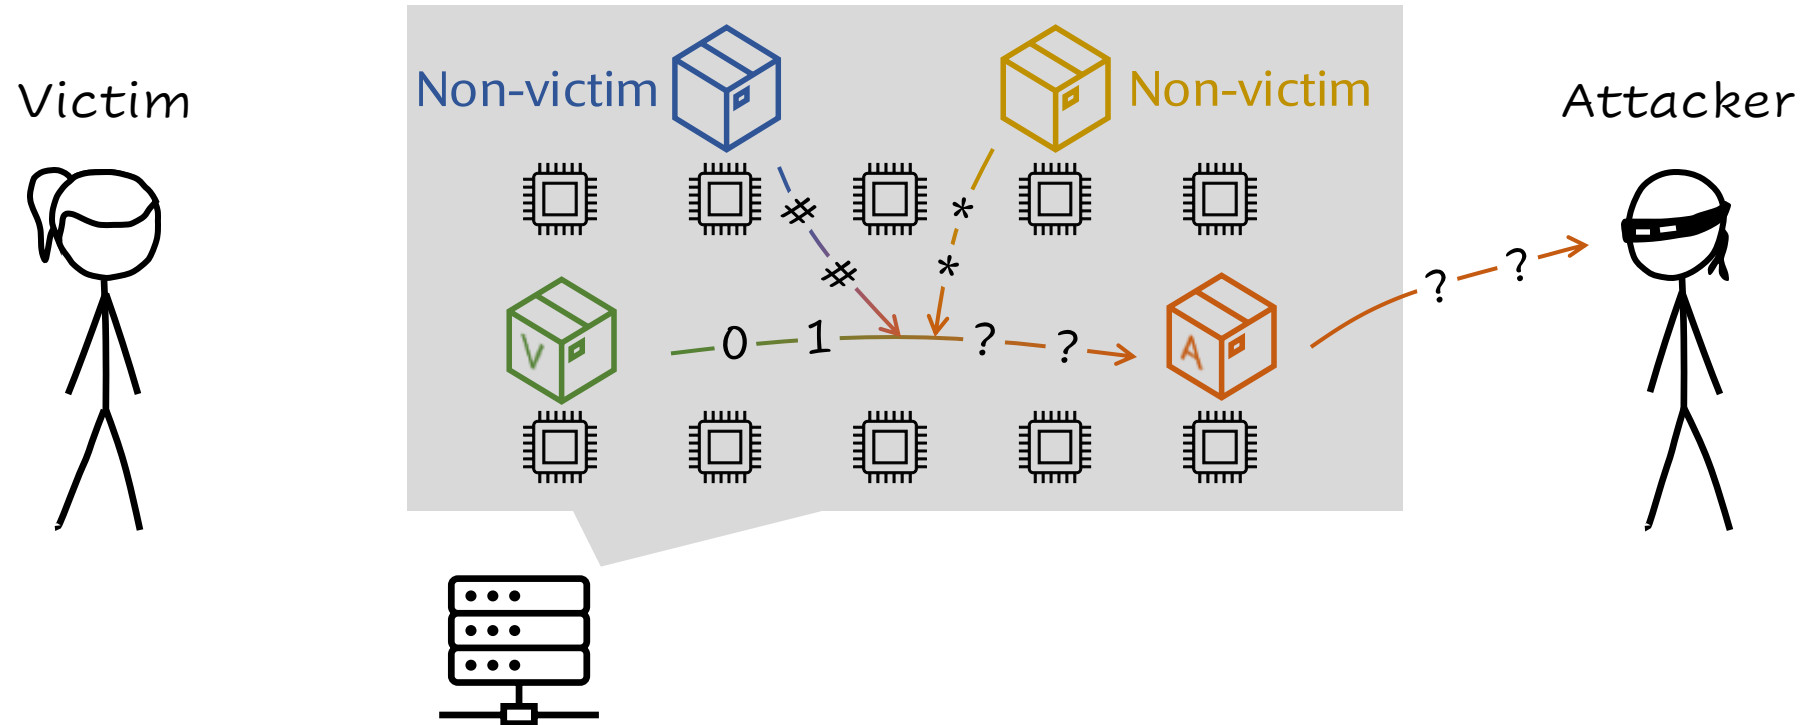 Victim
Non-victim
Non-victim
Attacker
#
*
#
*
V
0 1 ? ?
A
? ?